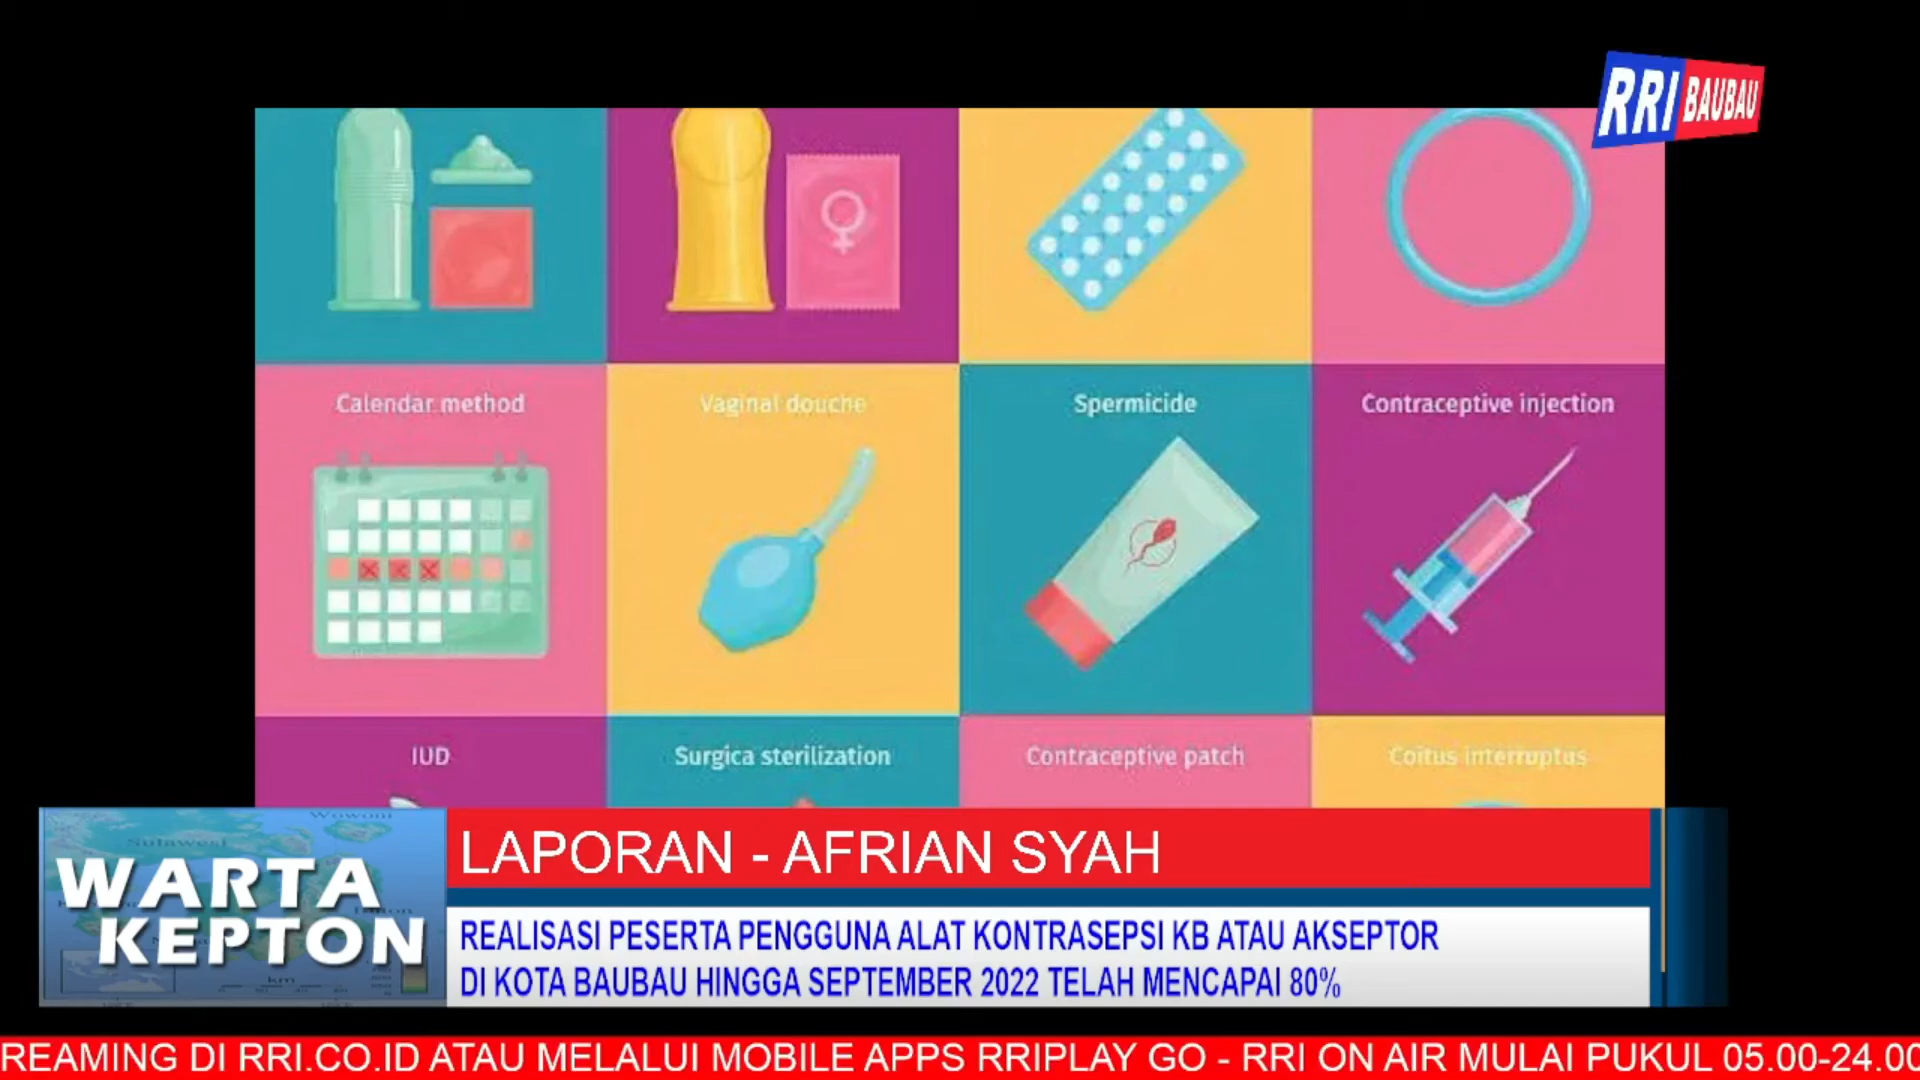 RRI BAUBAU
Calendar method
Vaginal douche
Spermicide
Contraceptive injection
IUD
Surgica sterilization
Contraceptive patch
Coitus interruptus
Wowoni
Sulawesi
WARTA
KEPTON
km
LAPORAN - AFRIAN SYAH
REALISASI PESERTA PENGGUNA ALAT KONTRASEPSI KB ATAU AKSEPTOR
DI KOTA BAUBAU HINGGA SEPTEMBER 2022 TELAH MENCAPAI 80%
REAMING DI RRI.CO.ID ATAU MELALUI MOBILE APPS RRIPLAY GO - RRI ON AIR MULAI PUKUL 05.00-24.00